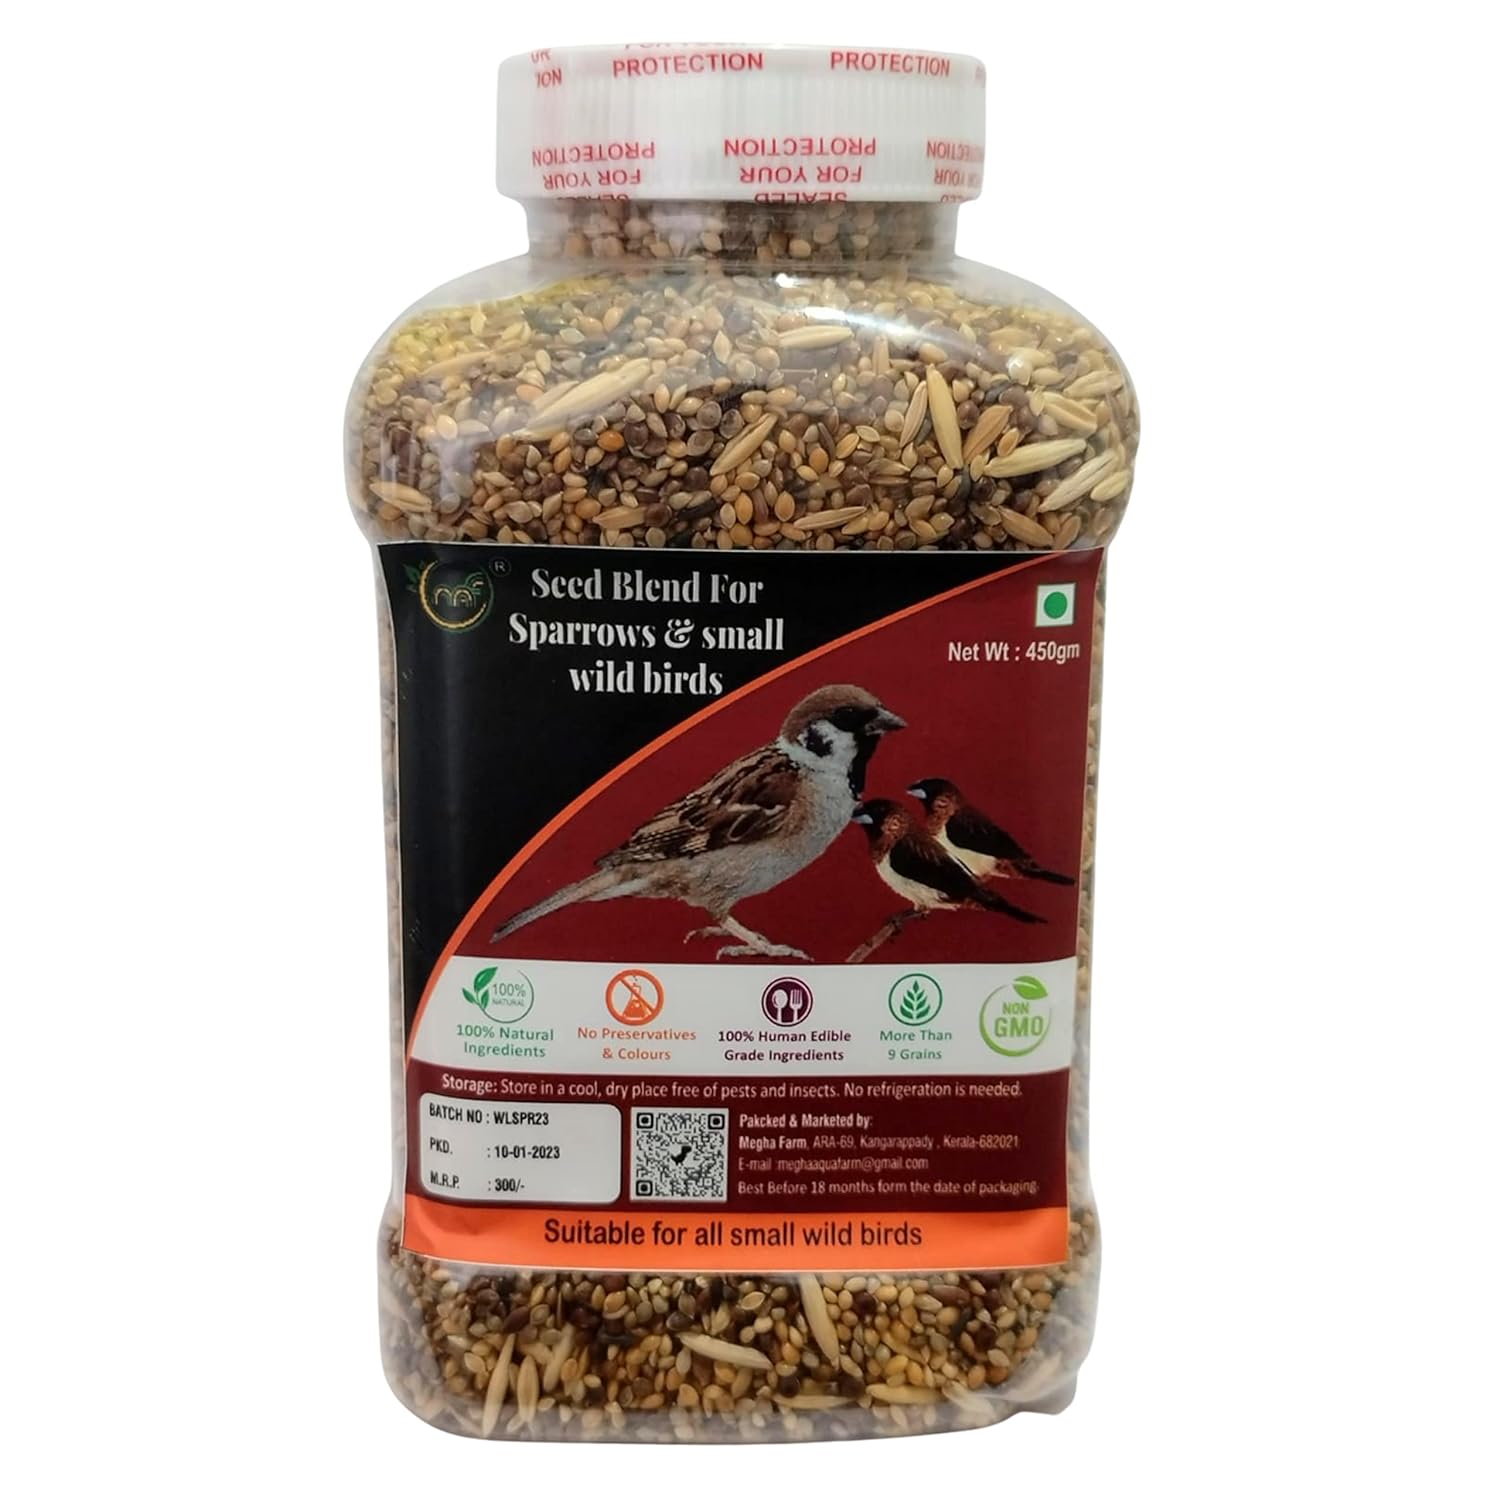 PROTECTION PROTECTION
PROTECTION PROTECTION
FOR YOUR FOR YOUR FOR YOUR
SEALED
®
Seed Blend For
Sparrows & small
wild birds
Net Wt : 450gm
100%
NATURAL
100% Natural
Ingredients
No Preservatives
& Colours
100% Human Edible
Grade Ingredients
More Than
9 Grains
NON
GMO
Storage: Store in a cool, dry place free of pests and insects. No refrigeration is needed.
BATCH NO : WLSPR23
PKD. : 10-01-2023
M.R.P. : 300/-
Pakcked & Marketed by:
Megha Farm, ARA-69, Kangarappady , Kerala-682021
E-mail :meghaaquafarm@gmail.com
Best Before 18 months form the date of packaging.
Suitable for all small wild birds